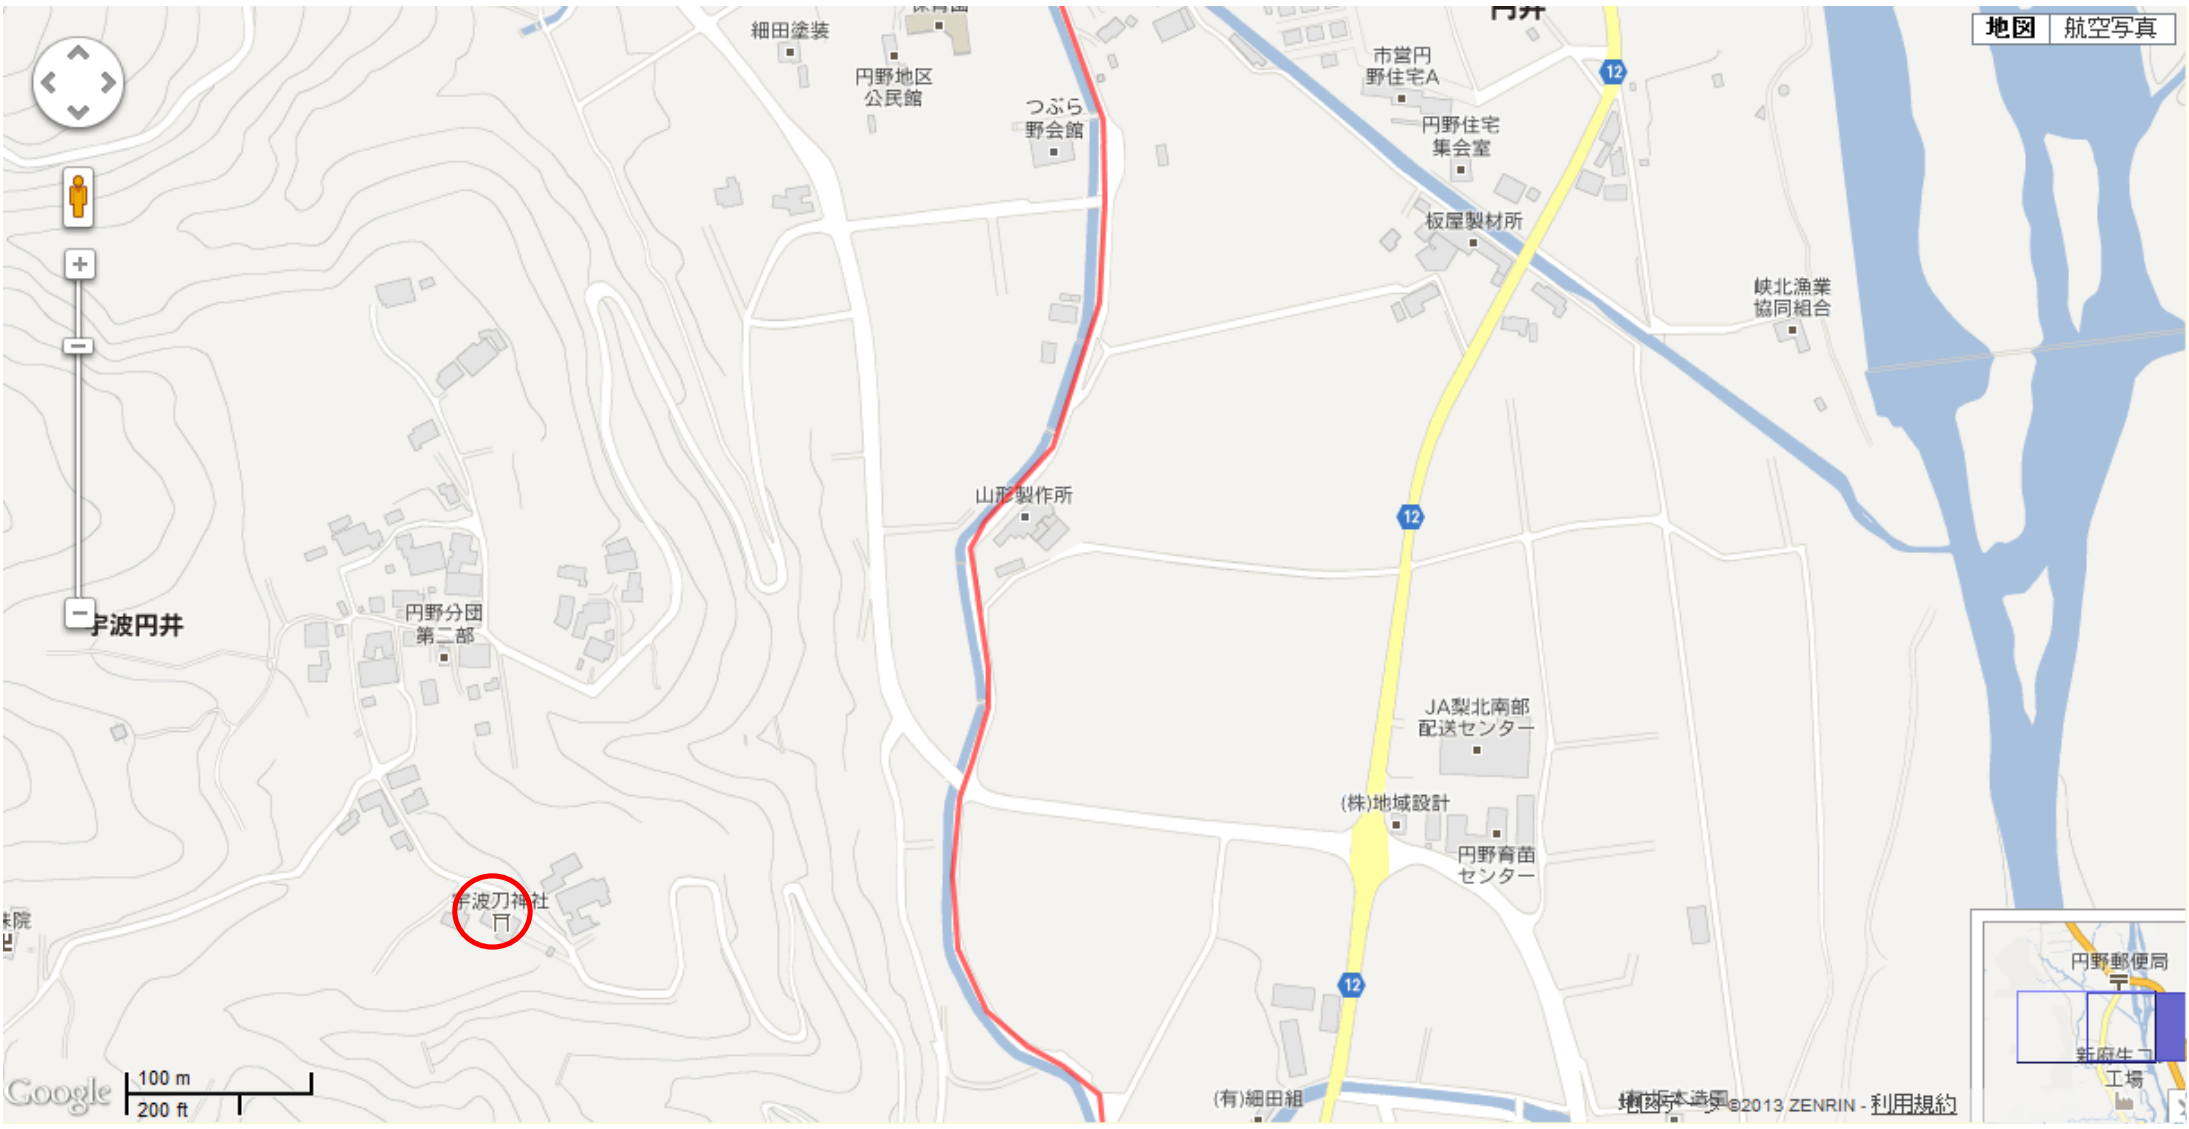 円井
地図
航空写真
細田塗装
円野地区
公民館
つぶら
野会館
市営円
野住宅A
12
円野住宅
集会室
板屋製材所
峡北漁業
協同組合
山形製作所
12
円野分団
第二部
宇波円井
JA梨北南部
配送センター
(株)地域設計
円野育苗
センター
宇波刀神社
12
円野郵便局
新府生コ
工場
100 m
200 ft
Google
(有)細田組
©2013 ZENRIN - 利用規約